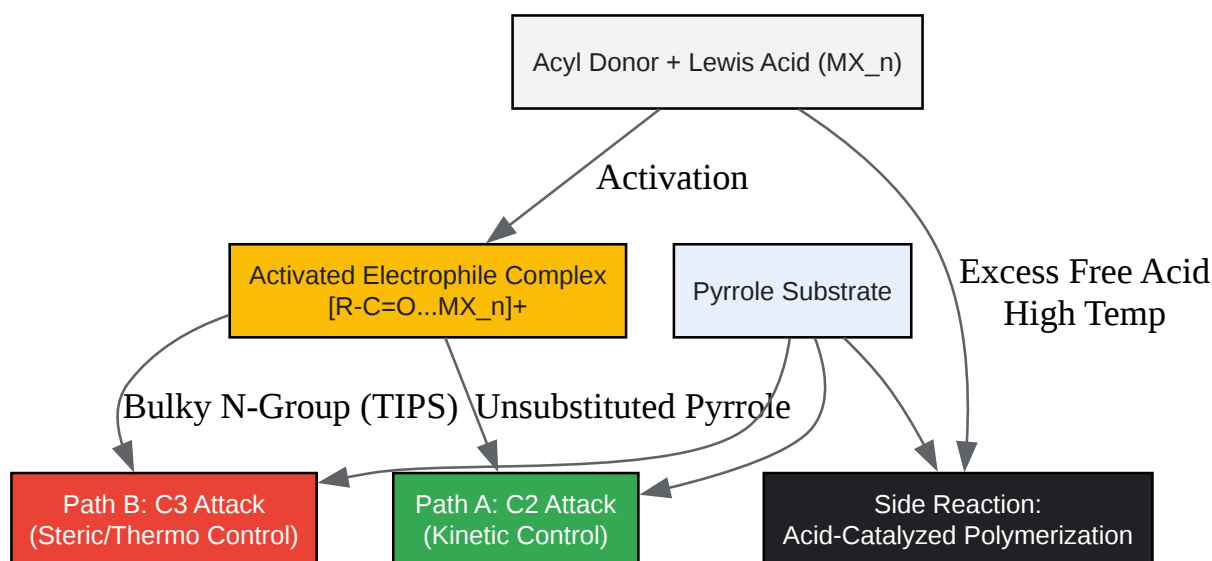 Acyl Donor + Lewis Acid (MX_n)
Activation
Excess Free Acid
High Temp
Activated Electrophile Complex
[R-C=O...MX_n]+
Pyrrole Substrate
Bulky N-Group (TIPS)
Unsubstituted Pyrrole
Path B: C3 Attack
(Steric/Thermo Control)
Path A: C2 Attack
(Kinetic Control)
Side Reaction:
Acid-Catalyzed Polymerization